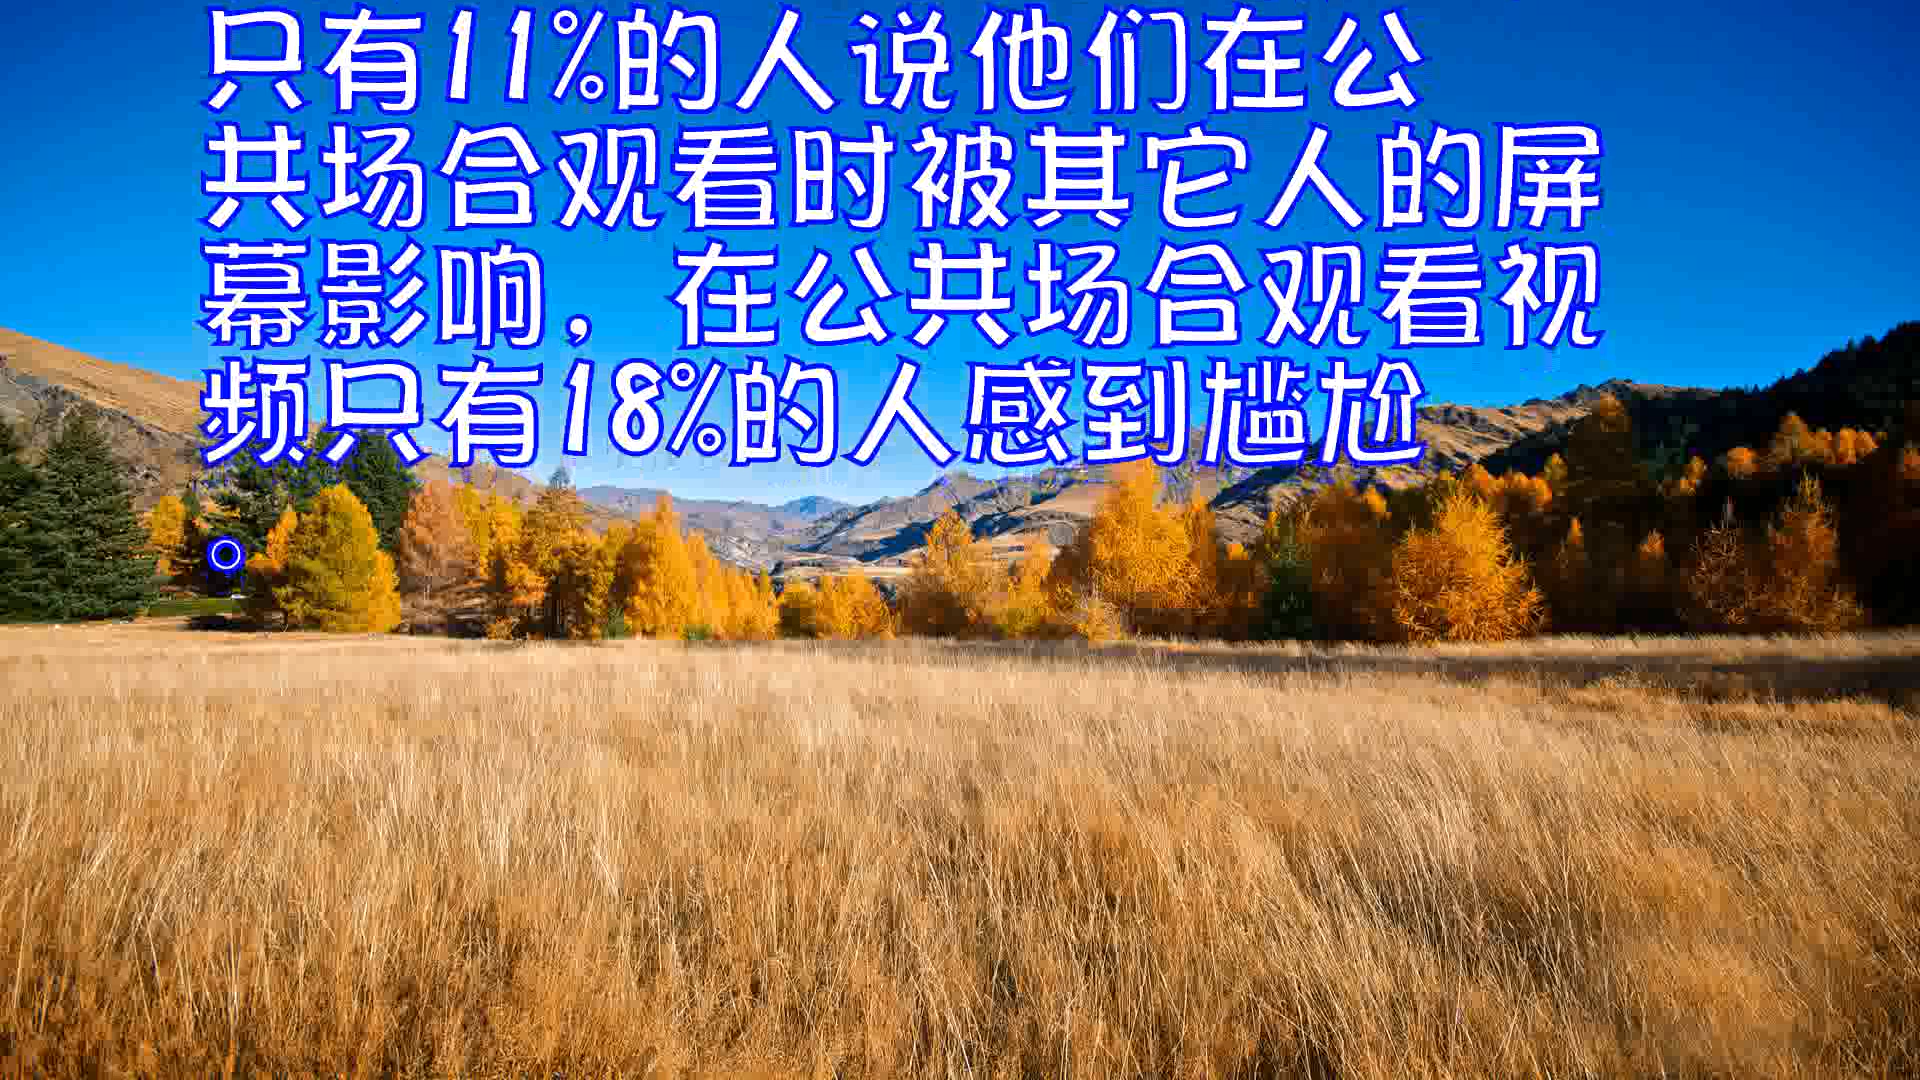 只有11%的人说他们在公
共场合观看时被其它人的屏
幕影响，在公共场合观看视
频只有18%的人感到尴尬
。